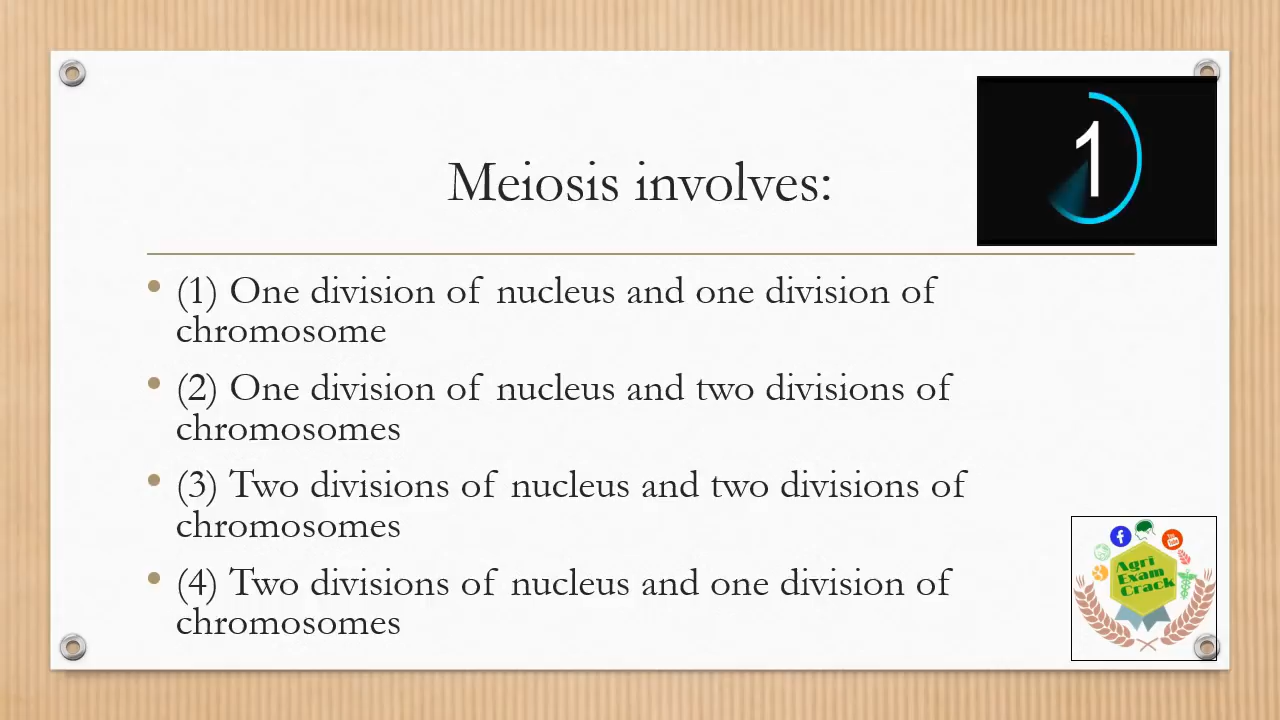 Meiosis involves:
1
• (1) One division of nucleus and one division of
chromosome
• (2) One division of nucleus and two divisions of
chromosomes
• (3) Two divisions of nucleus and two divisions of
chromosomes
• (4) Two divisions of nucleus and one division of
chromosomes
f
You
Tube
Agri
Exam
Crack